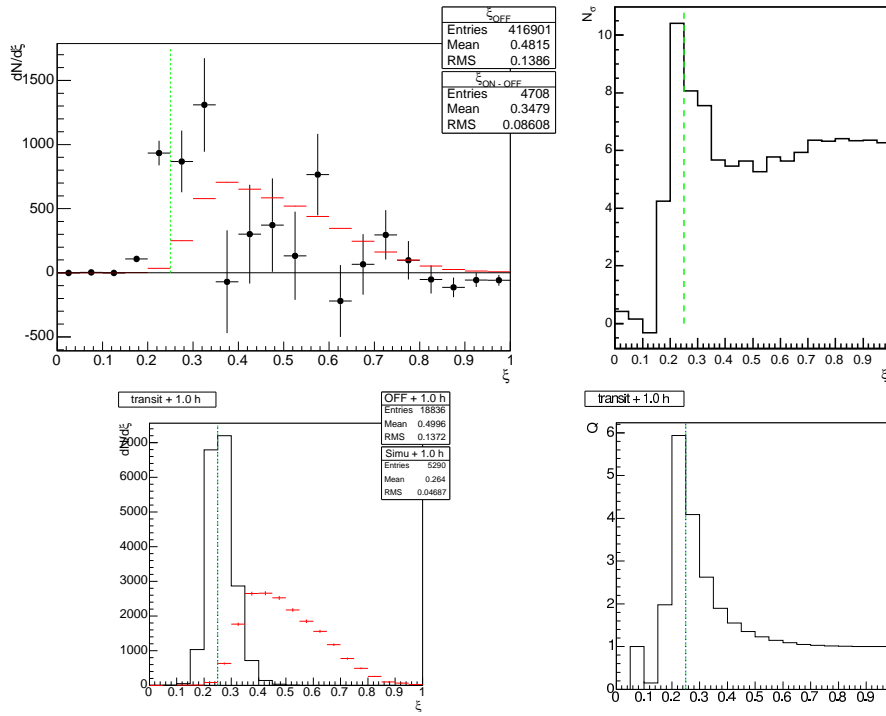 ξOFF
Entries 416901
Mean 0.4815
RMS 0.1386
ξON - OFF
Entries 4708
Mean 0.3479
RMS 0.08608
dN/dξ
1500
1000
500
0
-500
0 0.1 0.2 0.3 0.4 0.5 0.6 0.7 0.8 0.9 1
ξ
Nσ
10
8
6
4
2
0
0 0.1 0.2 0.3 0.4 0.5 0.6 0.7 0.8 0.9
ξ
transit + 1.0 h
OFF + 1.0 h
Entries 18836
Mean 0.4996
RMS 0.1372
Simu + 1.0 h
Entries 5290
Mean 0.264
RMS 0.04687
dN/dξ
7000
6000
5000
4000
3000
2000
1000
0
0 0.1 0.2 0.3 0.4 0.5 0.6 0.7 0.8 0.9 1
ξ
transit + 1.0 h
Q
6
5
4
3
2
1
0
0 0.1 0.2 0.3 0.4 0.5 0.6 0.7 0.8 0.9
ξ